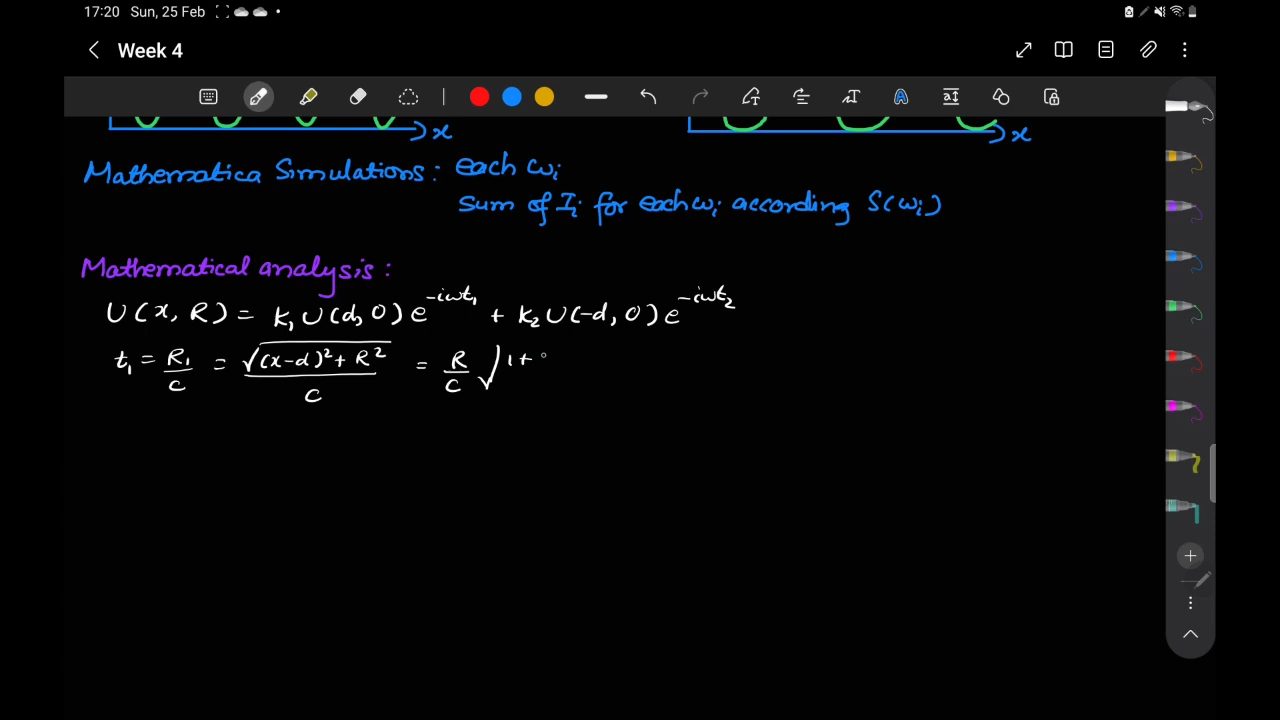 17:20 Sun, 25 Feb
Week 4
x
x
Mathematica Simulations: each ωi
sum of Ii for each ωi according S(ωi)
Mathematical analysis:
U(x, R) = K₁U(d,0)e^-iωt₁ + K₂U(-d,0)e^-iωt₂
t₁ = R₁/c = √((x-d)²+R²)/c = R/c √1+